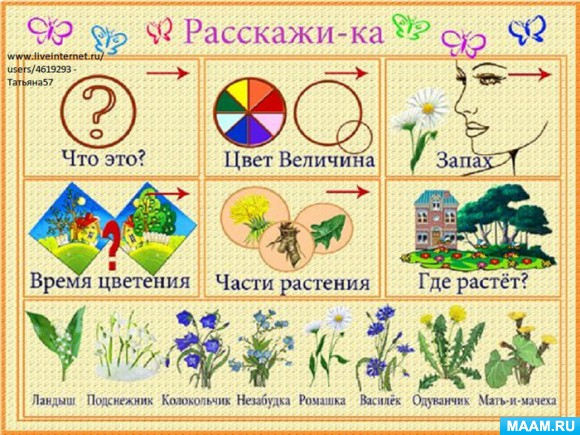 Расскажи-ка
www.liveinternet.ru/
users/4619293 -
Татьяна57
Что это?
Цвет Величина
Запах
Время цветения
Части растения
Где растёт?
Ландыш Подснежник Колокольчик Незабудка Ромашка Василёк Одуванчик Мать-и-мачеха
MAAM.RU